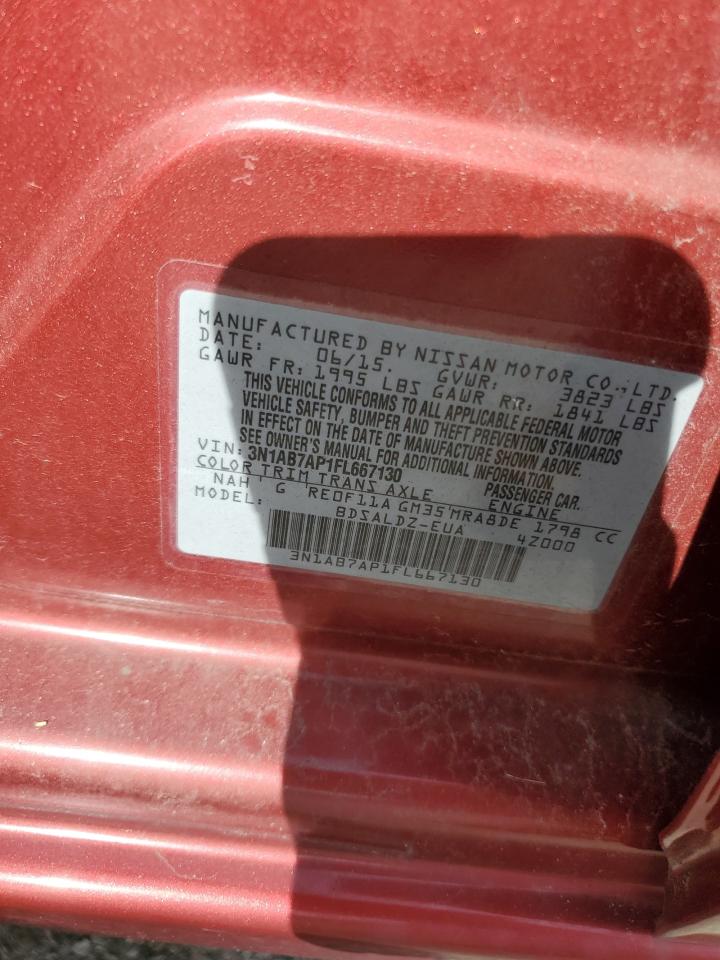 MANUFACTURED BY NISSAN MOTOR CO.,LTD.
DATE: 06/15. GVWR: 3823 LBS
GAWR FR: 1995 LBS GAWR RR: 1841 LBS
THIS VEHICLE CONFORMS TO ALL APPLICABLE FEDERAL MOTOR
VEHICLE SAFETY, BUMPER AND THEFT PREVENTION STANDARDS
IN EFFECT ON THE DATE OF MANUFACTURE SHOWN ABOVE.
SEE OWNER'S MANUAL FOR ADDITIONAL INFORMATION.
VIN: 3N1AB7AP1FL667130 PASSENGER CAR.
COLOR TRIM TRANS AXLE ENGINE
NAH G RE0F11A GM35 MRA8DE 1798 CC
MODEL: BDSALDZ-EUA 4Z000
3N1AB7AP1FL667130